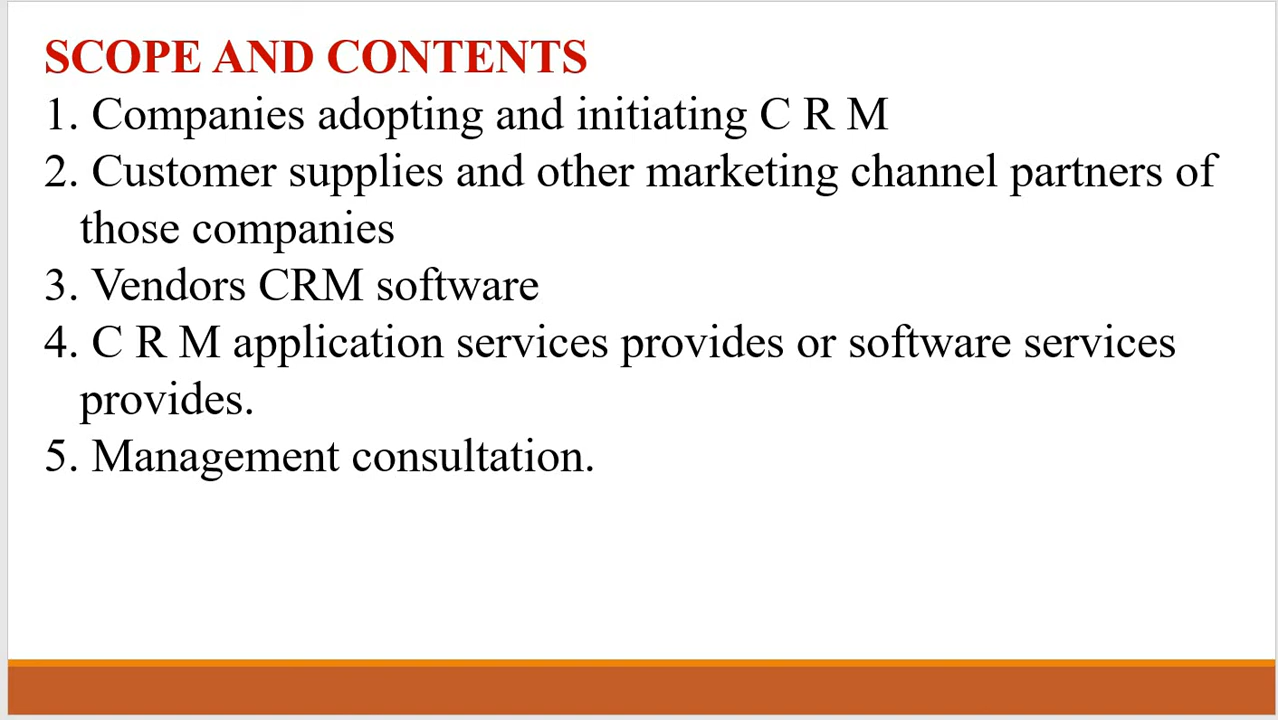 SCOPE AND CONTENTS
1. Companies adopting and initiating C R M
2. Customer supplies and other marketing channel partners of
those companies
3. Vendors CRM software
4. C R M application services provides or software services
provides.
5. Management consultation.